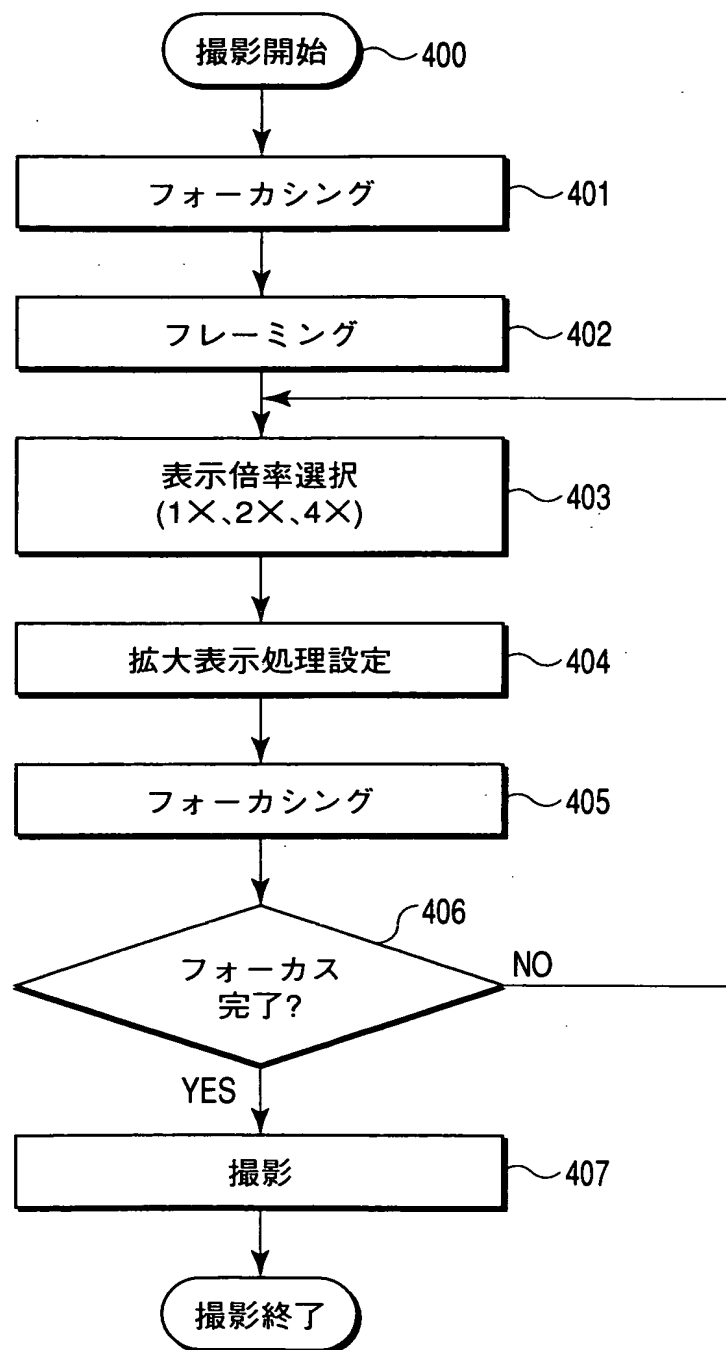 撮影開始
400
フォーカシング
401
フレーミング
402
表示倍率選択
(1×、2×、4×)
403
拡大表示処理設定
404
フォーカシング
405
406
フォーカス
完了?
NO
YES
撮影
407
撮影終了